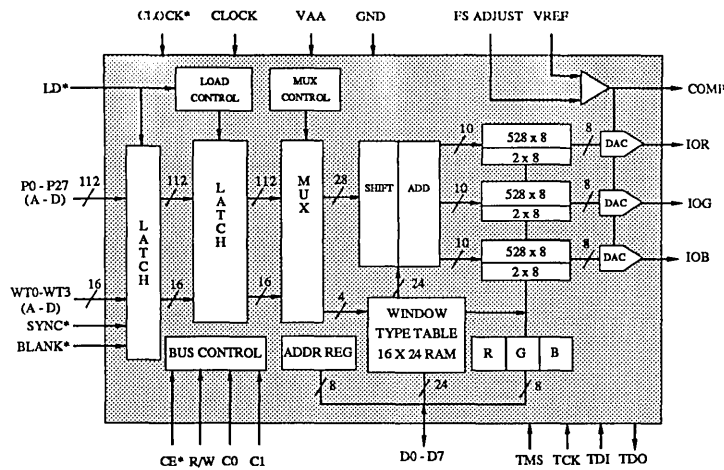 CLOCK* CLOCK VAA GND FS ADJUST VREF
LD*
LOAD
CONTROL
MUX
CONTROL
COMP
10
528 x 8
2 x 8
8
DAC
IOR
P0 - P27
(A - D)
112
LATCH
112
LATCH
112
MUX
28
SHIFT
ADD
10
528 x 8
2 x 8
8
DAC
IOG
10
528 x 8
2 x 8
8
DAC
IOB
WT0-WT3
(A - D)
16
16
16
4
24
SYNC*
BLANK*
BUS CONTROL
ADDR REG
WINDOW
TYPE TABLE
16 X 24 RAM
R G B
8
24
8
CE* R/W C0 C1
D0 - D7
TMS TCK TDI TDO